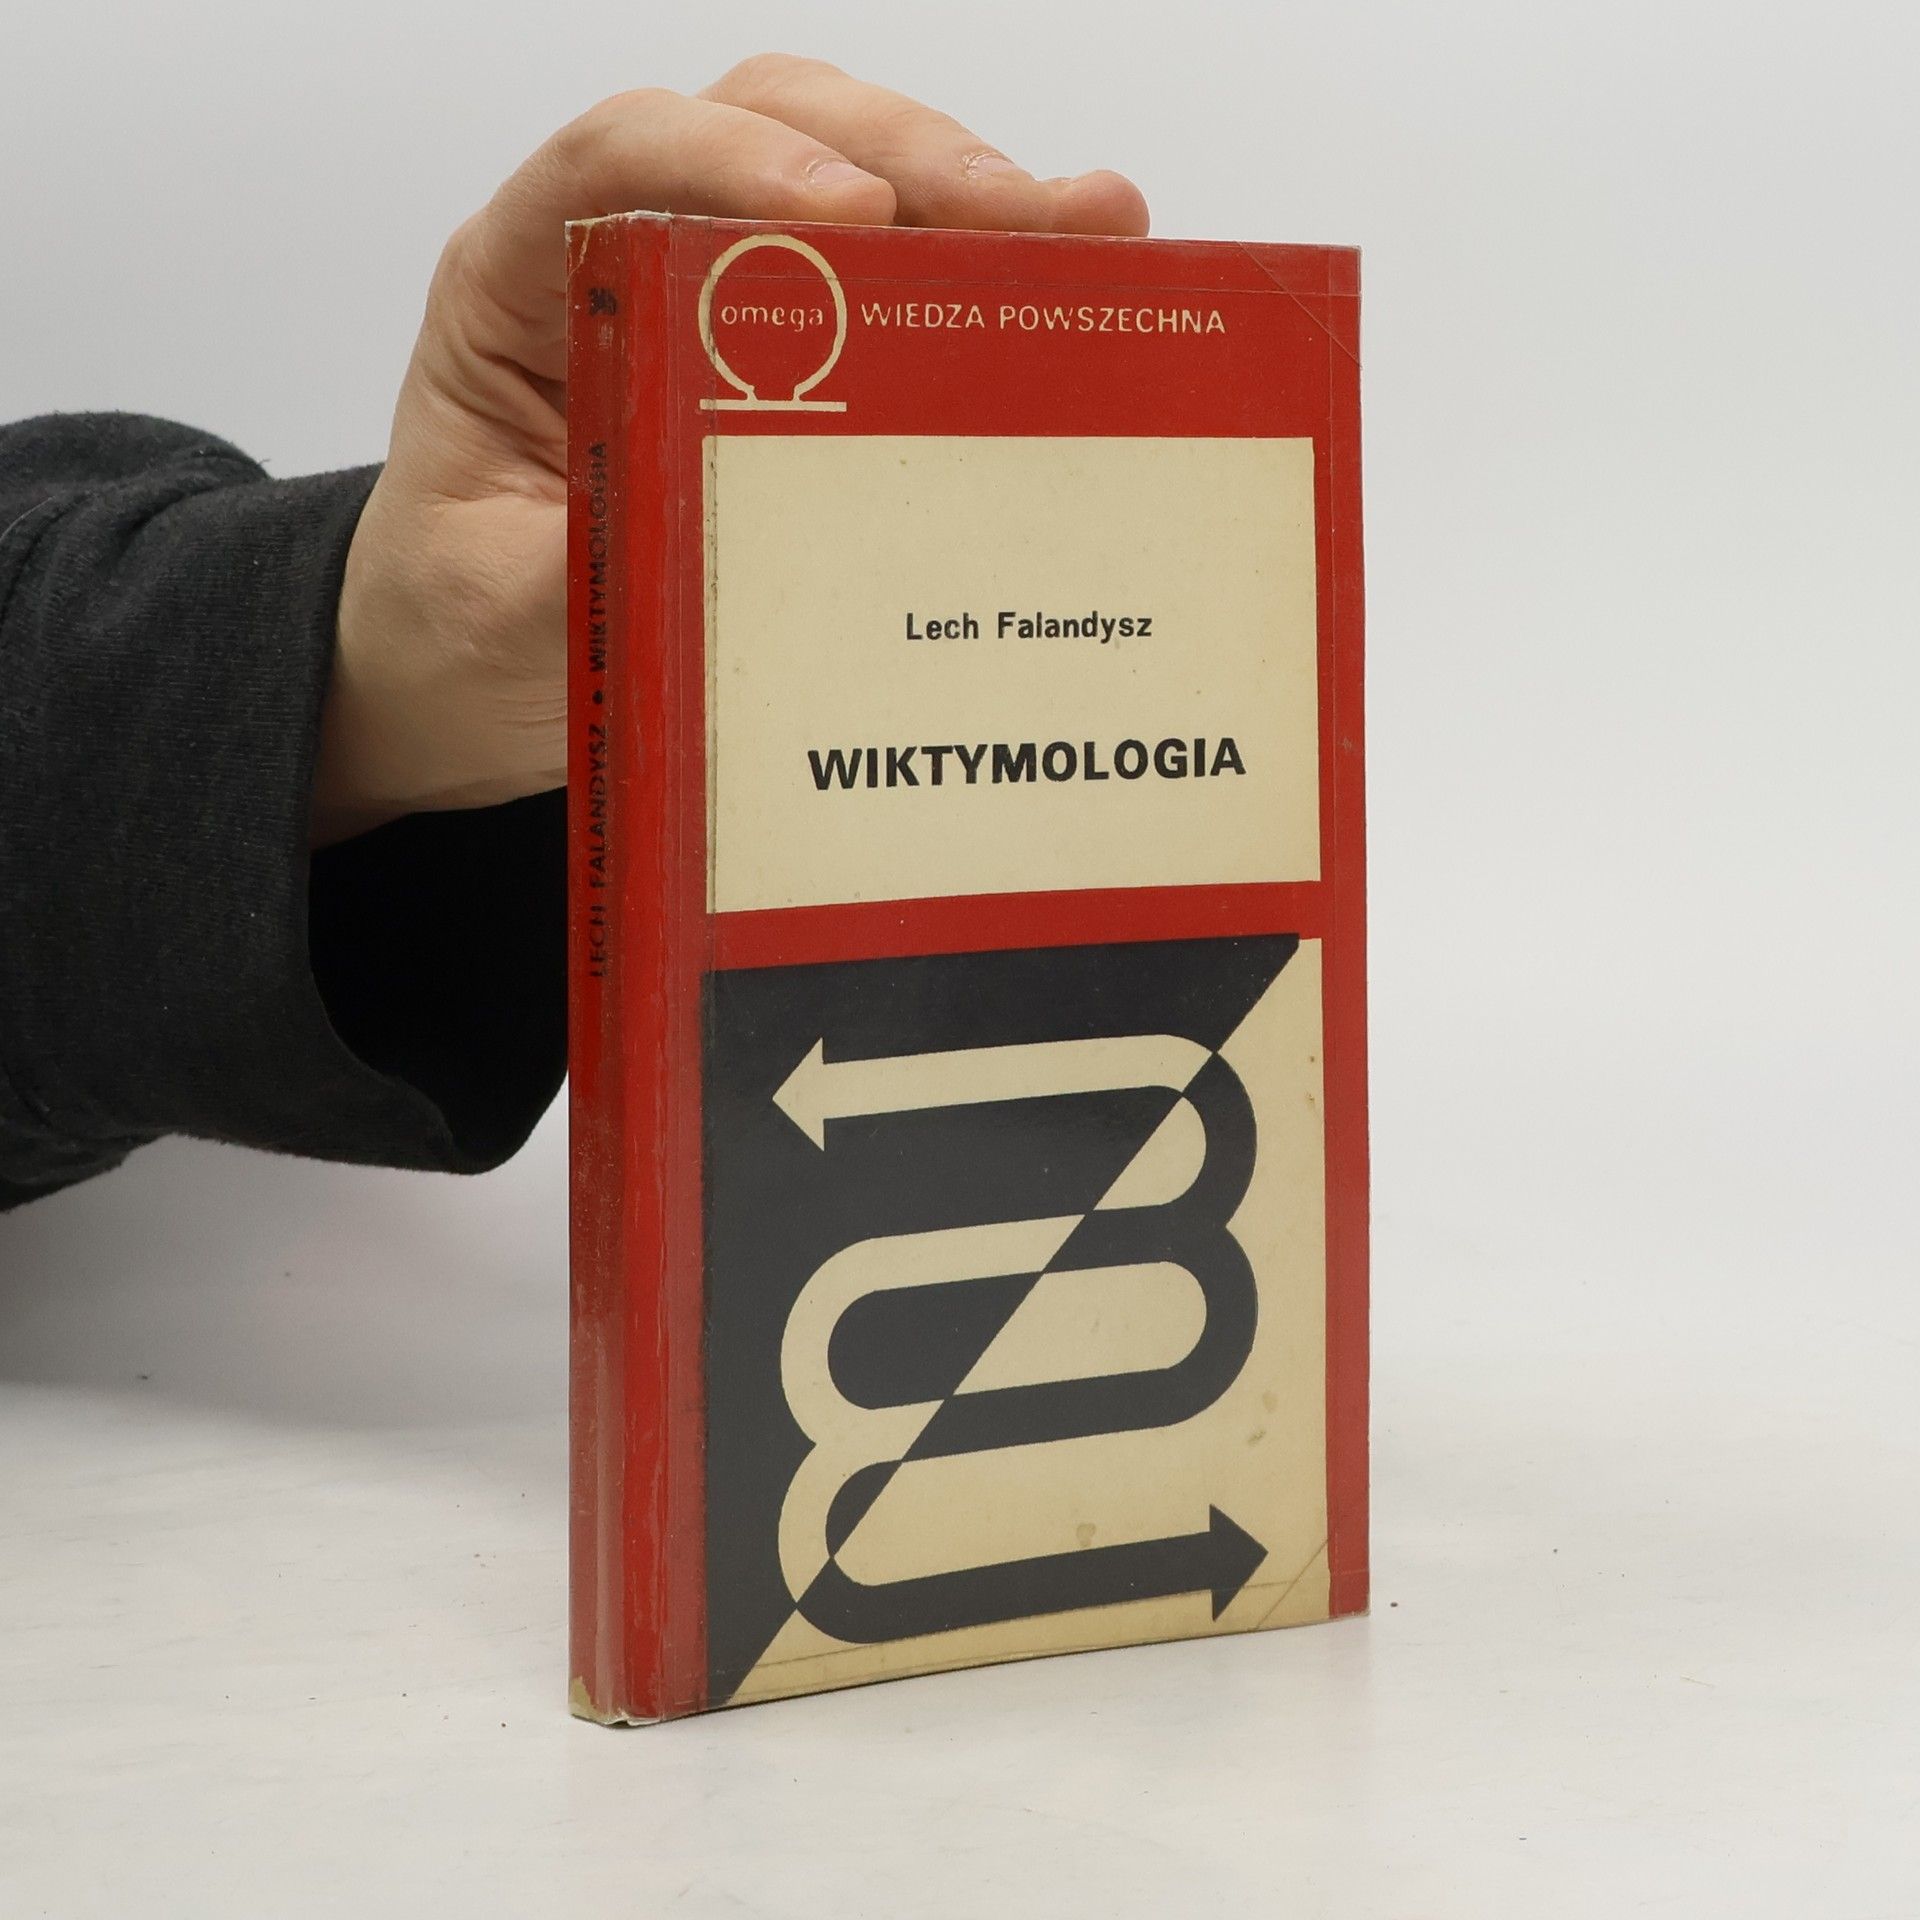 omega
WIEDZA POWSZECHNA
Lech Falandysz
WIKTYMOLOGIA
LECH FALANDYSZ • WIKTYMOLOGIA